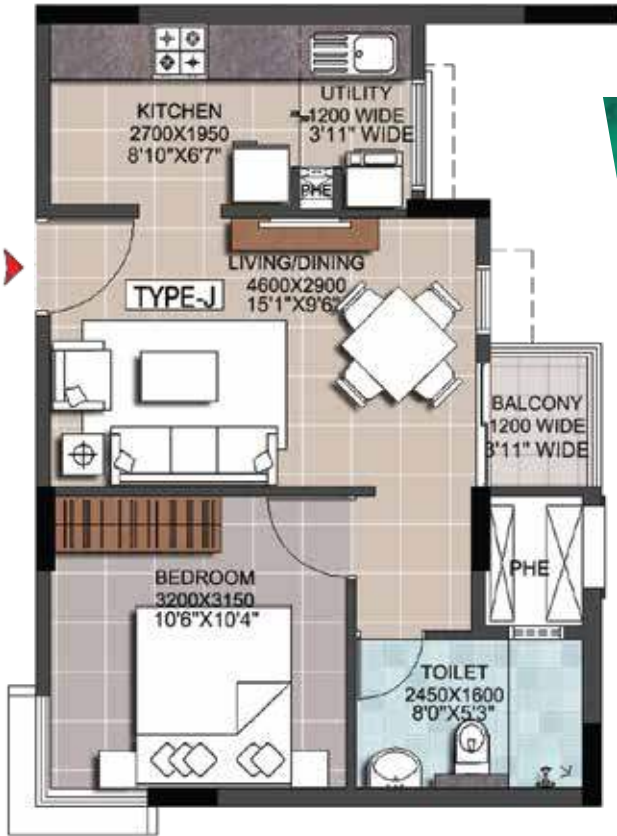 KITCHEN
2700X1950
8'10"X6'7"
UTILITY
1200 WIDE
3'11" WIDE
PHE
LIVING/DINING
4600X2900
15'1"X9'6"
TYPE-J
BALCONY
1200 WIDE
3'11" WIDE
PHE
BEDROOM
3200X3150
10'6"X10'4"
TOILET
2450X1600
8'0"X5'3"